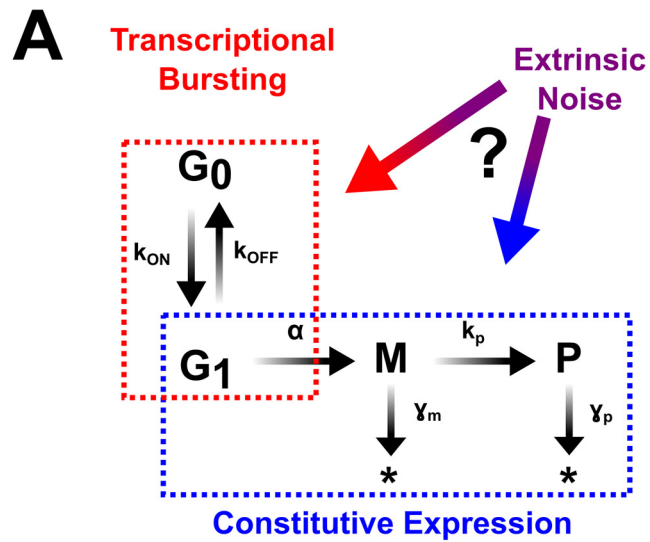 A
Transcriptional
Bursting
Extrinsic
Noise
?
G0
kON
kOFF
G1
α
M
kp
P
γm
γp
*
*
Constitutive Expression